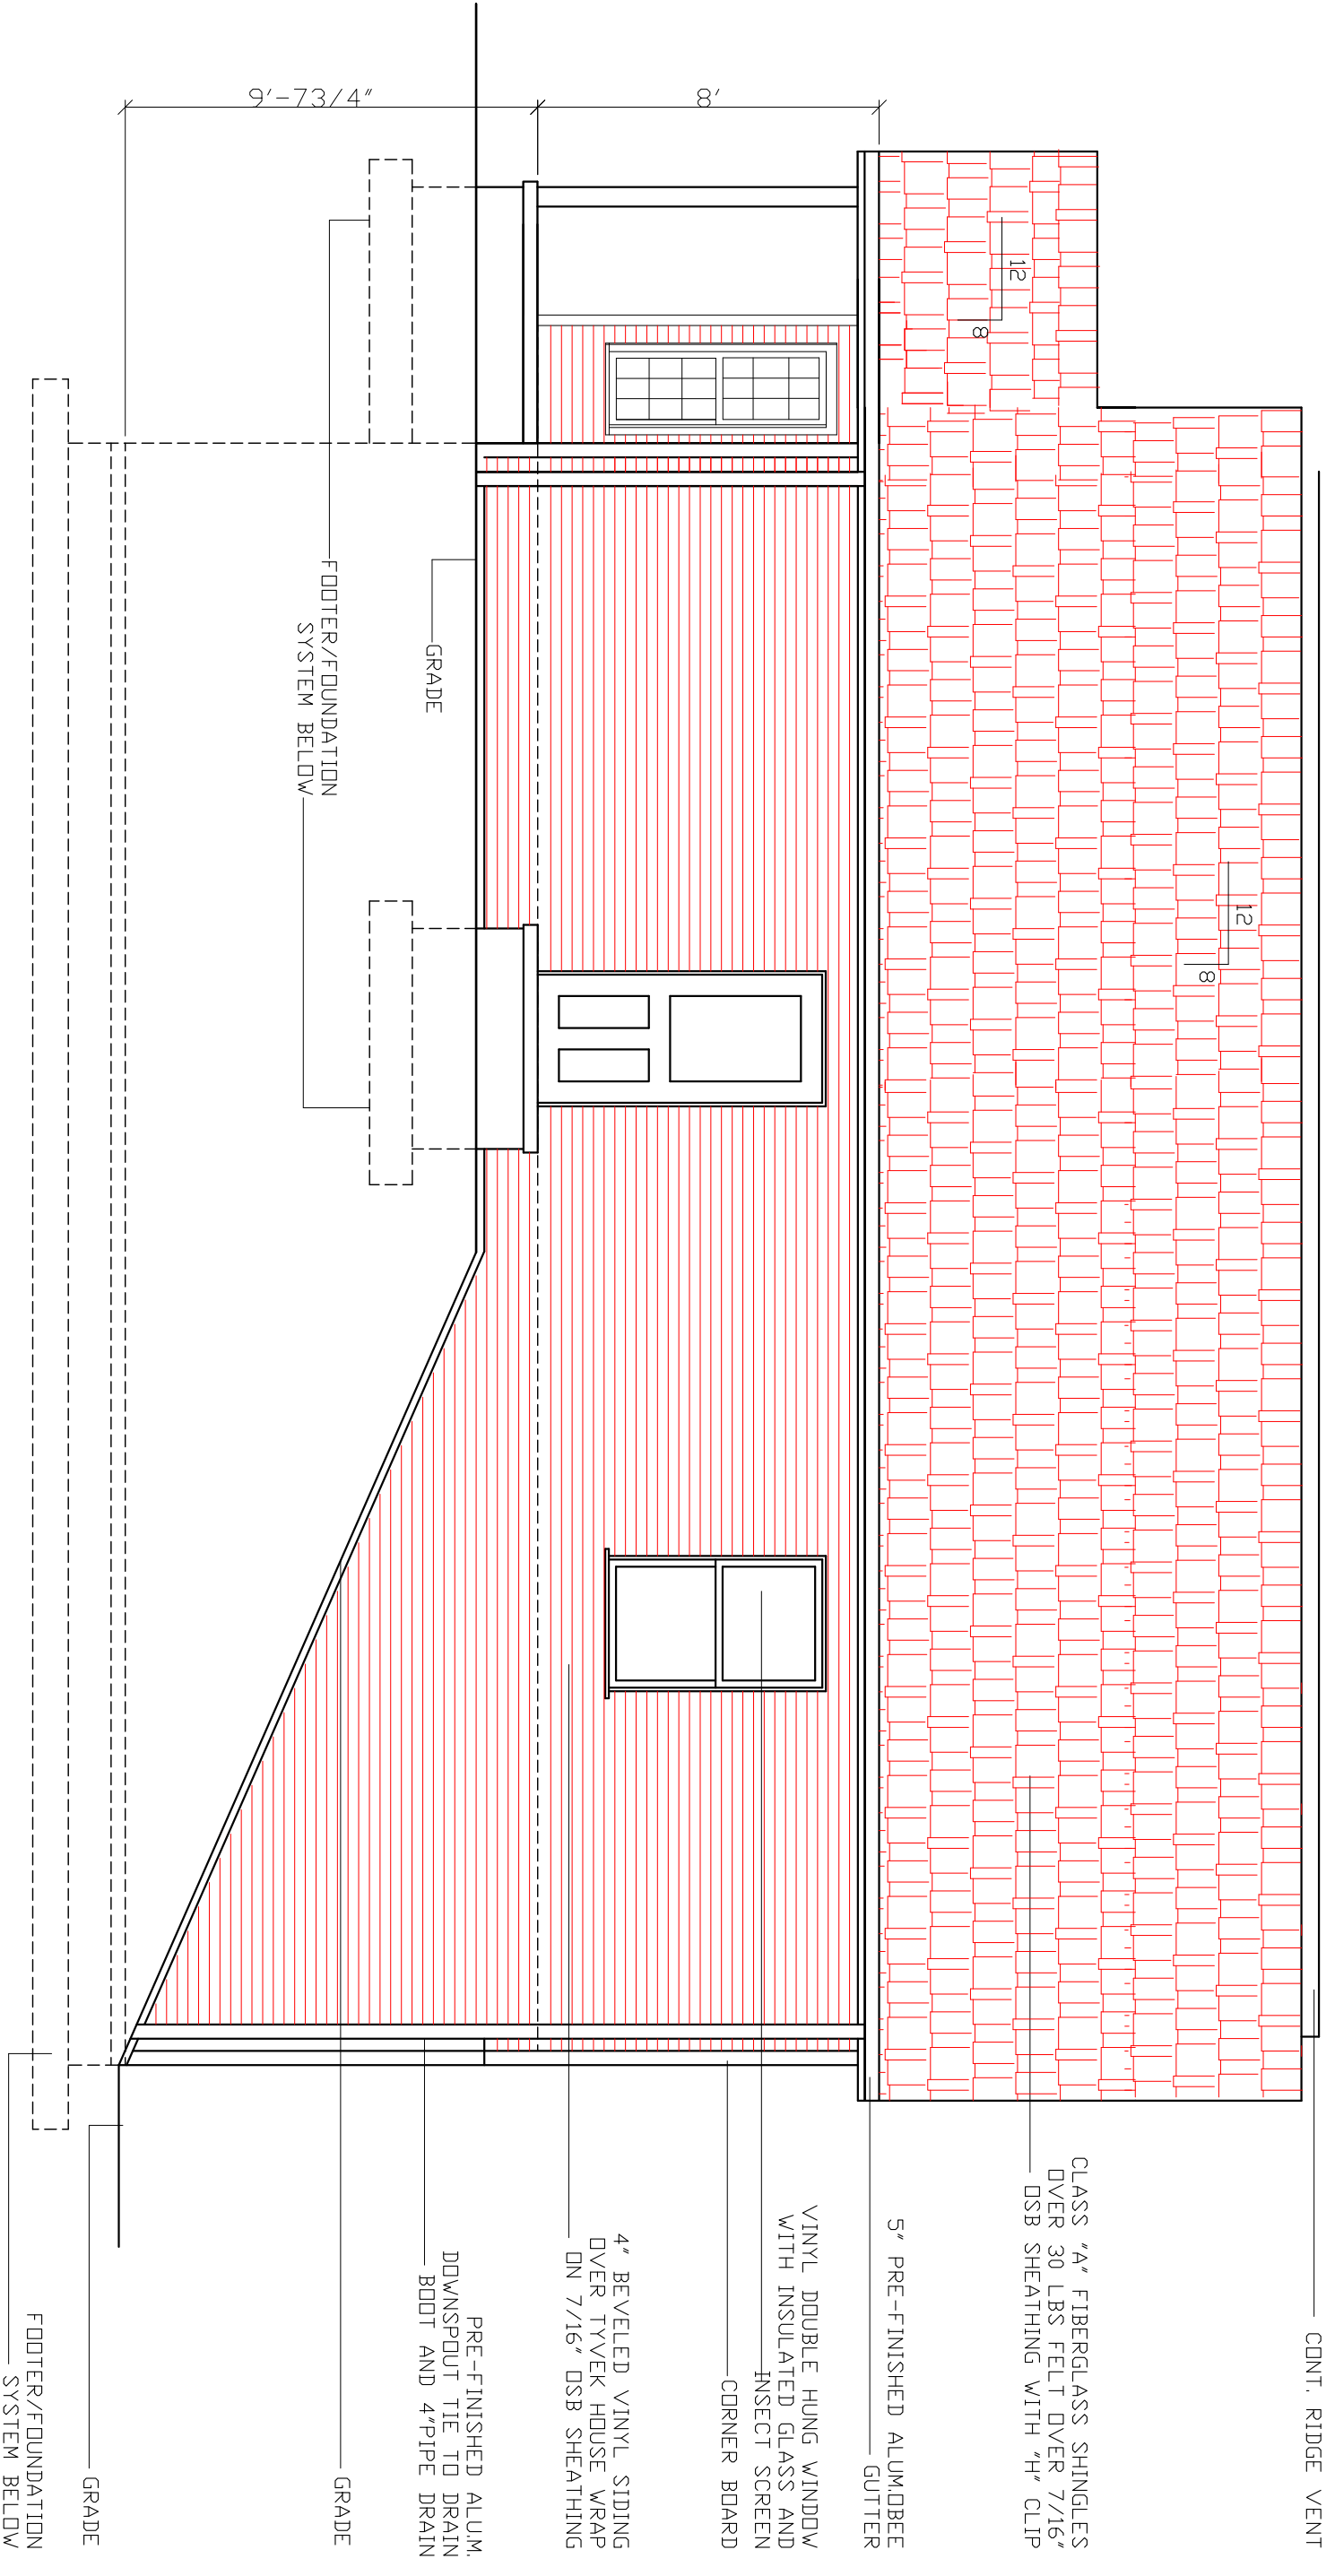 CONT. RIDGE VENT
12
8
CLASS "A" FIBERGLASS SHINGLES
OVER 30 LBS FELT OVER 7/16"
OSB SHEATHING WITH "H" CLIP
12
8
5" PRE-FINISHED ALUM.OBEE
GUTTER
8'
VINYL DOUBLE HUNG WINDOW
WITH INSULATED GLASS AND
INSECT SCREEN
CORNER BOARD
4" BEVELED VINYL SIDING
OVER TYVEK HOUSE WRAP
ON 7/16" OSB SHEATHING
PRE-FINISHED ALUM.
DOWNSPOUT TIE TO DRAIN
BOOT AND 4"PIPE DRAIN
GRADE
9'-73/4"
GRADE
FOOTER/FOUNDATION
SYSTEM BELOW
GRADE
FOOTER/FOUNDATION
SYSTEM BELOW